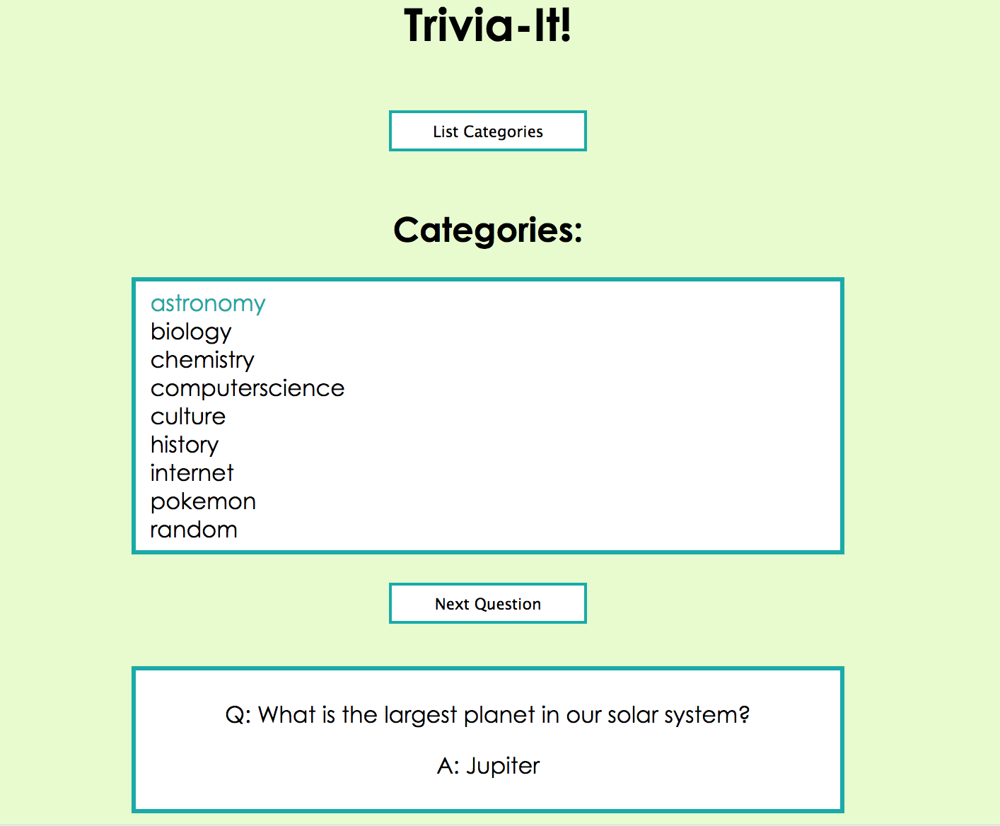 Trivia-It!
List Categories
Categories:
astronomy
biology
chemistry
computerscience
culture
history
internet
pokemon
random
Next Question
Q: What is the largest planet in our solar system?
A: Jupiter